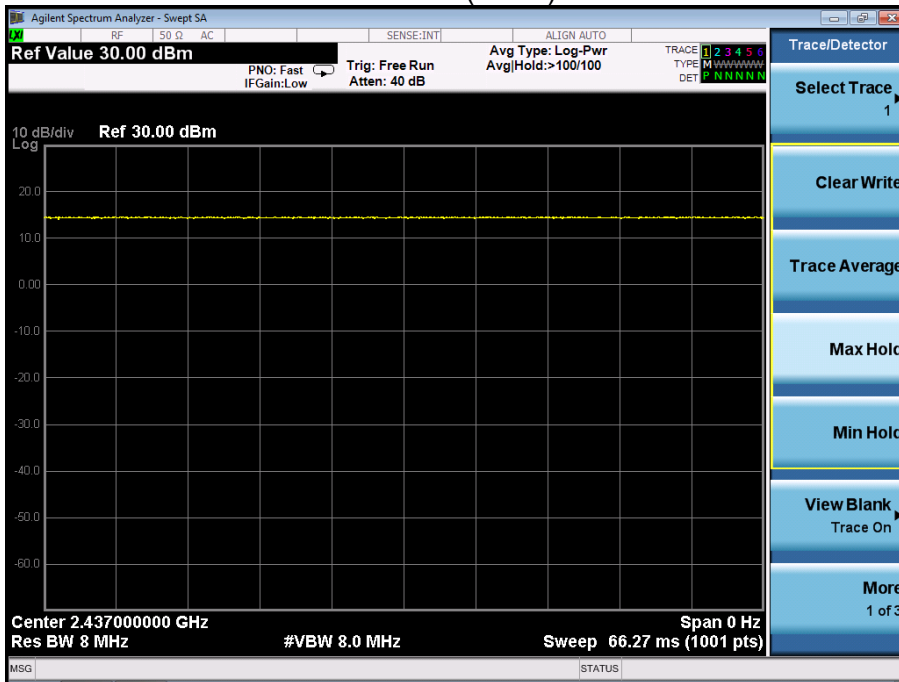 Agilent Spectrum Analyzer - Swept SA
LXI RF 50 Ω AC SENSE:INT ALIGN AUTO
Ref Value 30.00 dBm
PNO: Fast
IFGain:Low
Trig: Free Run
Atten: 40 dB
Avg Type: Log-Pwr
Avg|Hold:>100/100
TRACE 1 2 3 4 5 6
TYPE M WWWWW
DET P N N N N N
10 dB/div Ref 30.00 dBm
Log
20.0
10.0
0.00
-10.0
-20.0
-30.0
-40.0
-50.0
-60.0
Center 2.437000000 GHz Span 0 Hz
Res BW 8 MHz #VBW 8.0 MHz Sweep 66.27 ms (1001 pts)
MSG STATUS
Trace/Detector
Select Trace
1
Clear Write
Trace Average
Max Hold
Min Hold
View Blank
Trace On
More
1 of 3